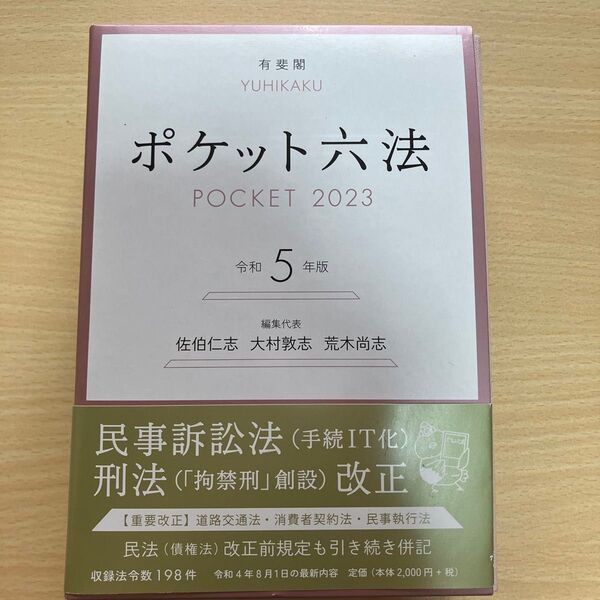 有斐閣
YUHIKAKU
ポケット六法
POCKET 2023
令和 5 年版
編集代表
佐伯仁志 大村敦志 荒木尚志
民事訴訟法(手続IT化)
刑法(「拘禁刑」創設)改正
【重要改正】道路交通法・消費者契約法・民事執行法
民法(債権法)改正前規定も引き続き併記
収録法令数198件 令和4年8月1日の最新内容 定価(本体2,000円+税)